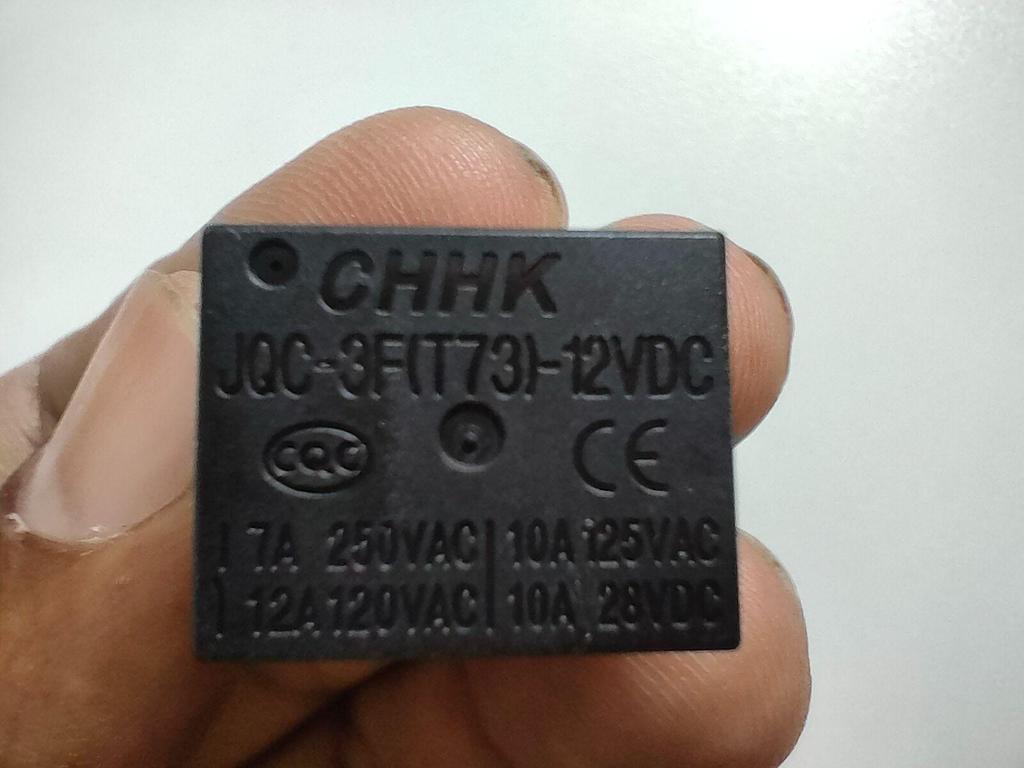 CHHK
JQC-3F(T73)-12VDC
CQC CE
7A 250VAC | 10A 125VAC
12A 120VAC | 10A 28VDC